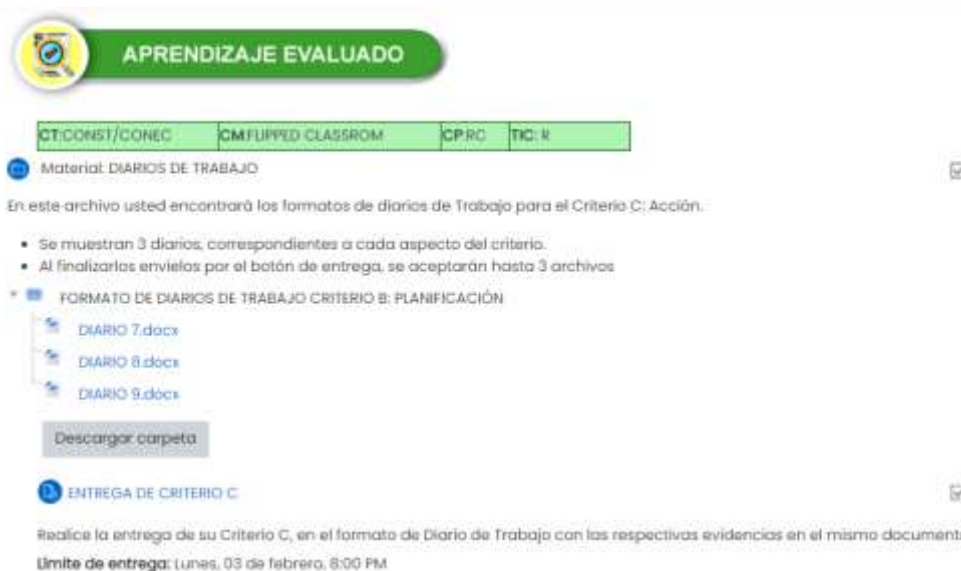 APRENDIZAJE EVALUADO
CT:CONST/CONEC CM:FLIPPED CLASSROM CP:RC TIC: R
Material: DIARIOS DE TRABAJO
En este archivo usted encontrará los formatos de diarios de Trabajo para el Criterio C: Acción.
• Se muestran 3 diarios, correspondientes a cada aspecto del criterio.
• Al finalizarlos envielos por el botón de entrega, se aceptarán hasta 3 archivos
FORMATO DE DIARIOS DE TRABAJO CRITERIO B: PLANIFICACIÓN
DIARIO 7.docx
DIARIO 8.docx
DIARIO 9.docx
Descargar carpeta
ENTREGA DE CRITERIO C
Realice la entrega de su Criterio C, en el formato de Diario de Trabajo con las respectivas evidencias en el mismo document
Límite de entrega: Lunes, 03 de febrero, 8:00 PM